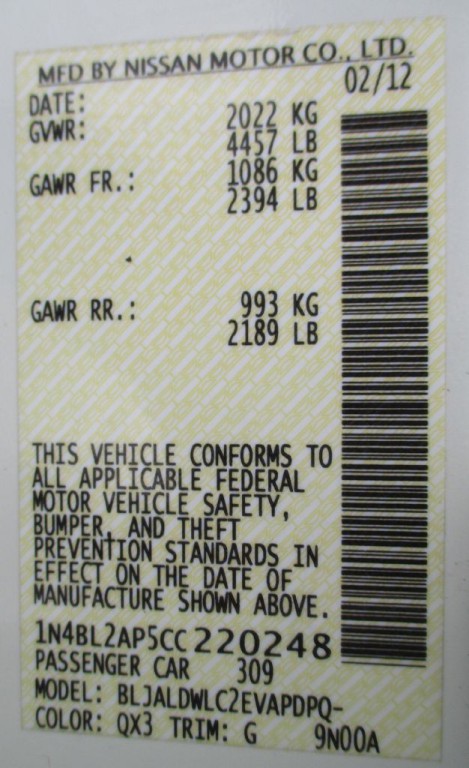 MFD BY NISSAN MOTOR CO., LTD.
DATE: 02/12
GVWR: 2022 KG
4457 LB
GAWR FR.: 1086 KG
2394 LB
GAWR RR.: 993 KG
2189 LB
THIS VEHICLE CONFORMS TO
ALL APPLICABLE FEDERAL
MOTOR VEHICLE SAFETY,
BUMPER, AND THEFT
PREVENTION STANDARDS IN
EFFECT ON THE DATE OF
MANUFACTURE SHOWN ABOVE.
1N4BL2AP5CC220248
PASSENGER CAR 309
MODEL: BLJALDWLC2EVAPDPQ-
COLOR: QX3 TRIM: G 9N00A